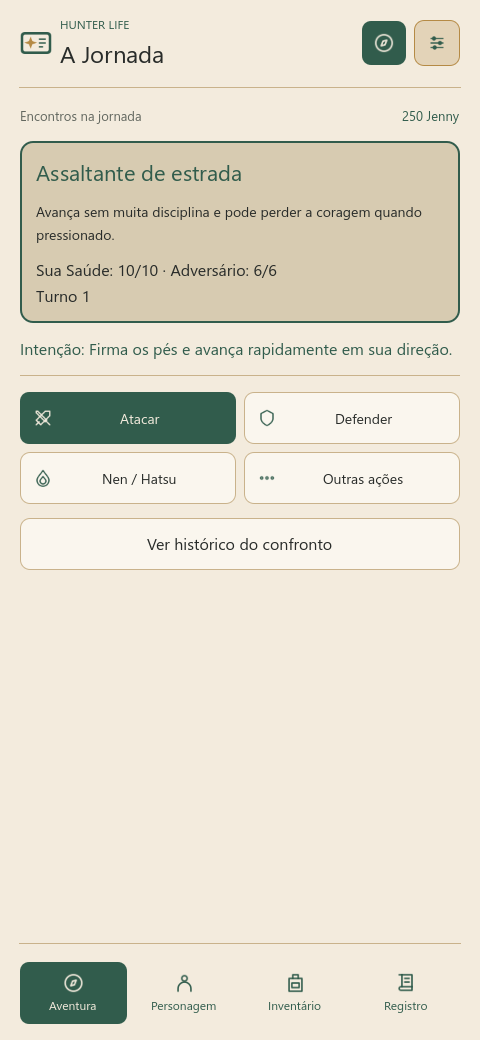 HUNTER LIFE
A Jornada
Encontros na jornada
250 Jenny
Assaltante de estrada
Avança sem muita disciplina e pode perder a coragem quando
pressionado.
Sua Saúde: 10/10 · Adversário: 6/6
Turno 1
Intenção: Firma os pés e avança rapidamente em sua direção.
Atacar
Defender
Nen / Hatsu
Outras ações
Ver histórico do confronto
Aventura
Personagem
Inventário
Registro